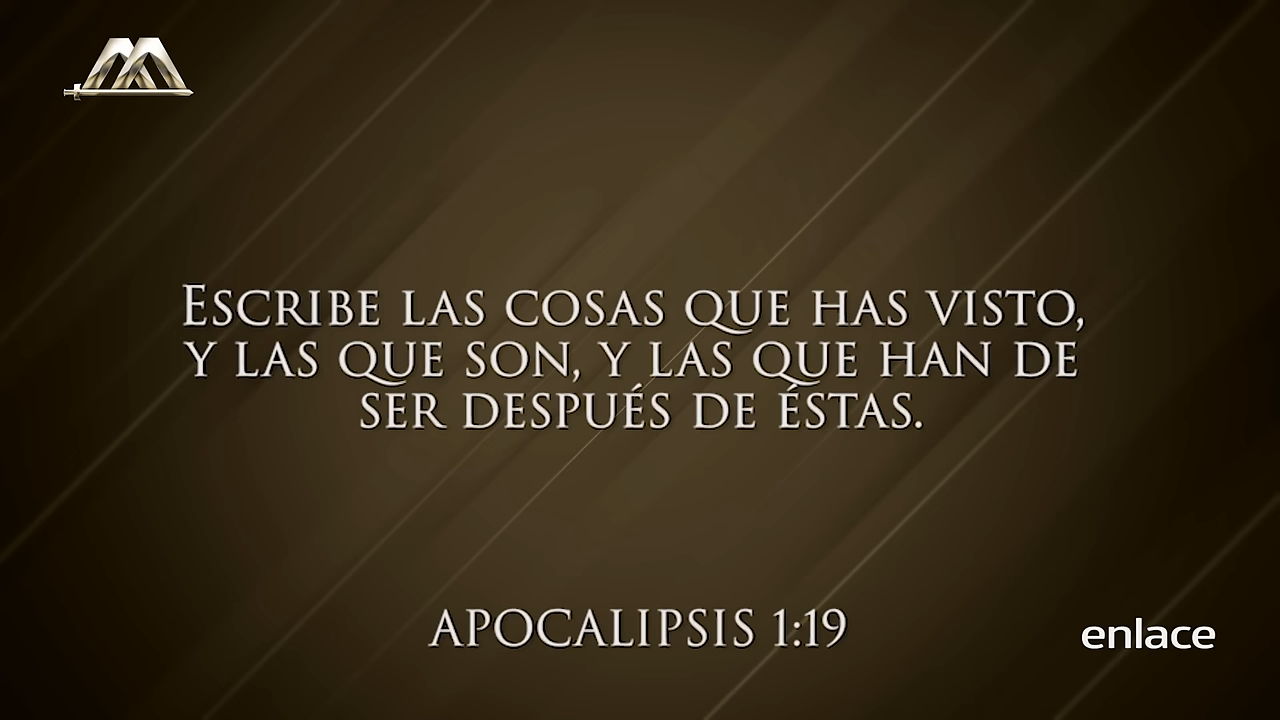 Escribe las cosas que has visto,
y las que son, y las que han de
ser después de éstas.
APOCALIPSIS 1:19
enlace